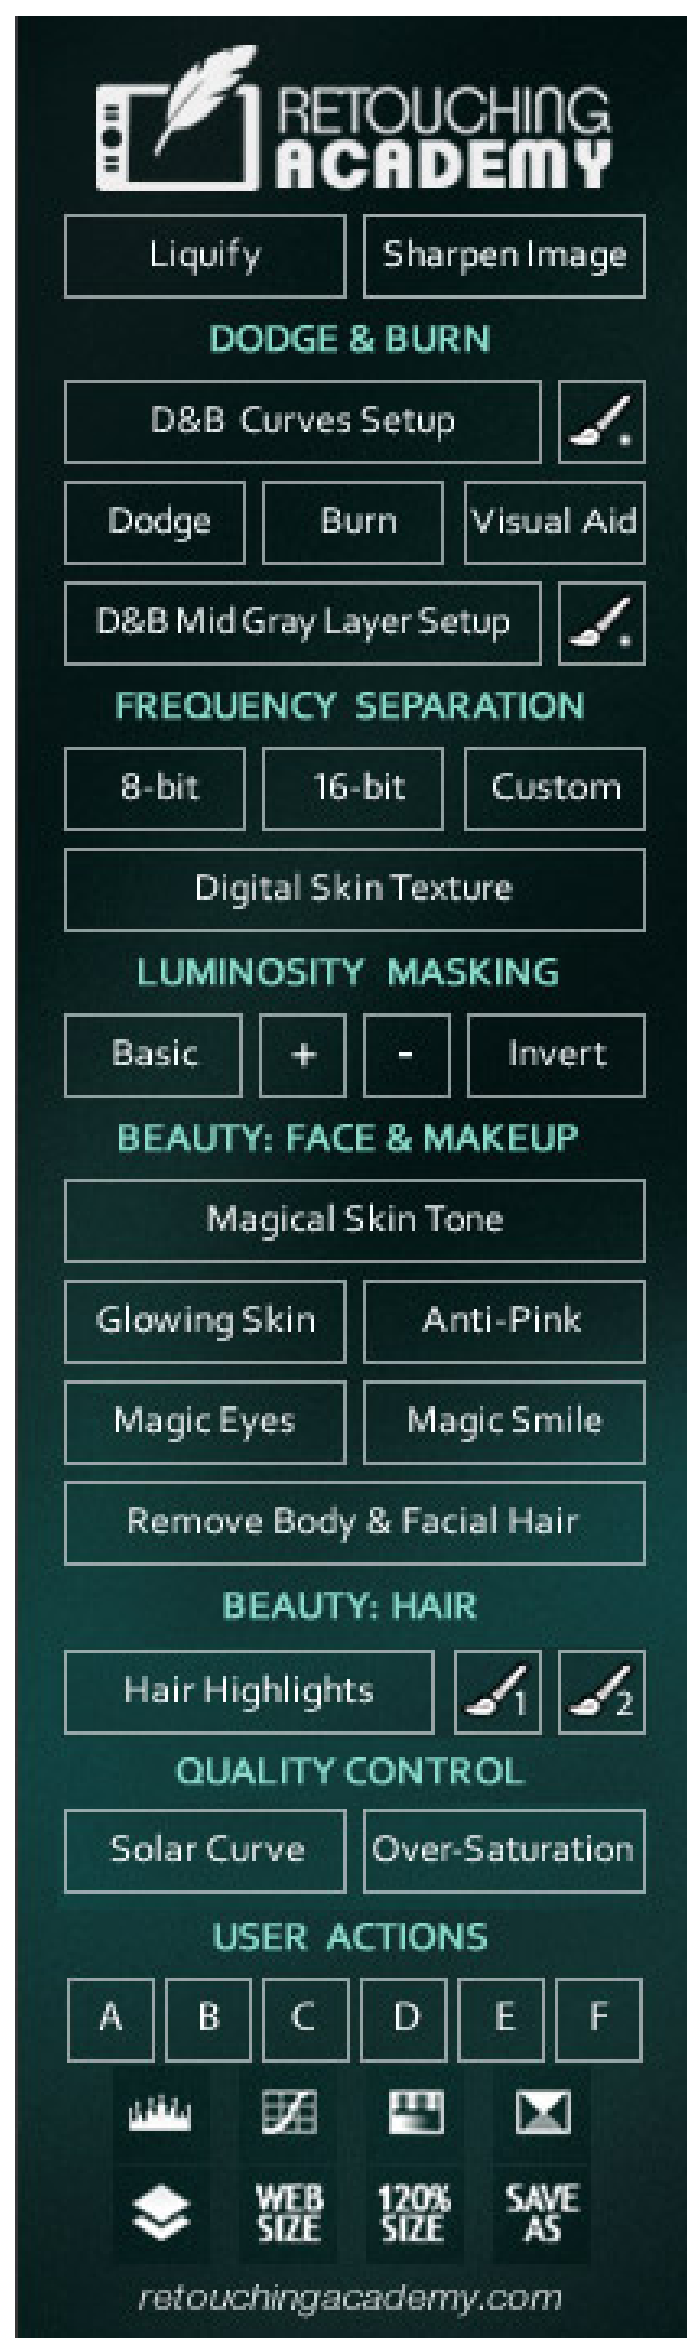 RETOUCHING
ACADEMY
Liquify Sharpen Image
DODGE & BURN
D&B Curves Setup
Dodge Burn Visual Aid
D&B Mid Gray Layer Setup
FREQUENCY SEPARATION
8-bit 16-bit Custom
Digital Skin Texture
LUMINOSITY MASKING
Basic + - Invert
BEAUTY: FACE & MAKEUP
Magical Skin Tone
Glowing Skin Anti-Pink
Magic Eyes Magic Smile
Remove Body & Facial Hair
BEAUTY: HAIR
Hair Highlights 1 2
QUALITY CONTROL
Solar Curve Over-Saturation
USER ACTIONS
A B C D E F
WEB 120% SAVE
SIZE SIZE AS
retouchingacademy.com